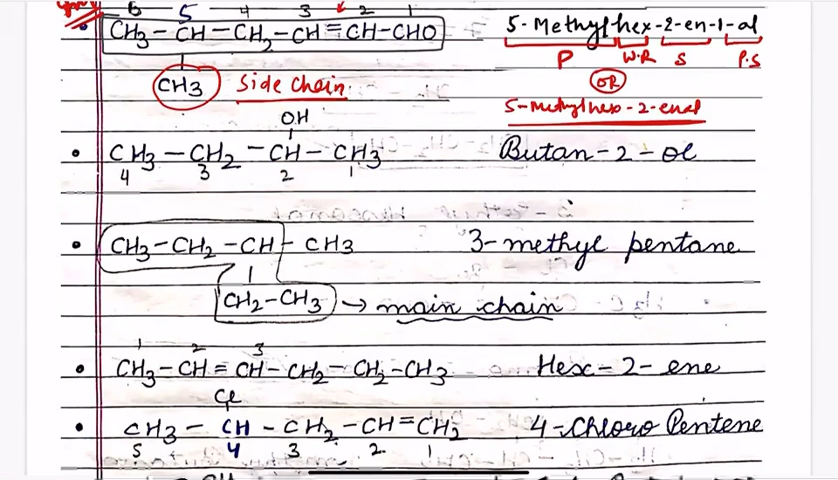 6 5 4 3 2 1
CH3 – CH – CH2 – CH = CH – CHO 5-Methylhex-2-en-1-al
P W.R S P.S
CH3 Side Chain OR
5-Methylhex-2-enal
OH
CH3 – CH2 – CH – CH3 Butan-2-ol
4 3 2 1
CH3 – CH2 – CH – CH3 3-methyl pentane
CH2 – CH3 → main chain
1 2 3
CH3 – CH = CH – CH2 – CH2 – CH3 Hex-2-ene
Cl
CH3 – CH – CH2 – CH = CH2 4-Chloro Pentene
5 4 3 2 1